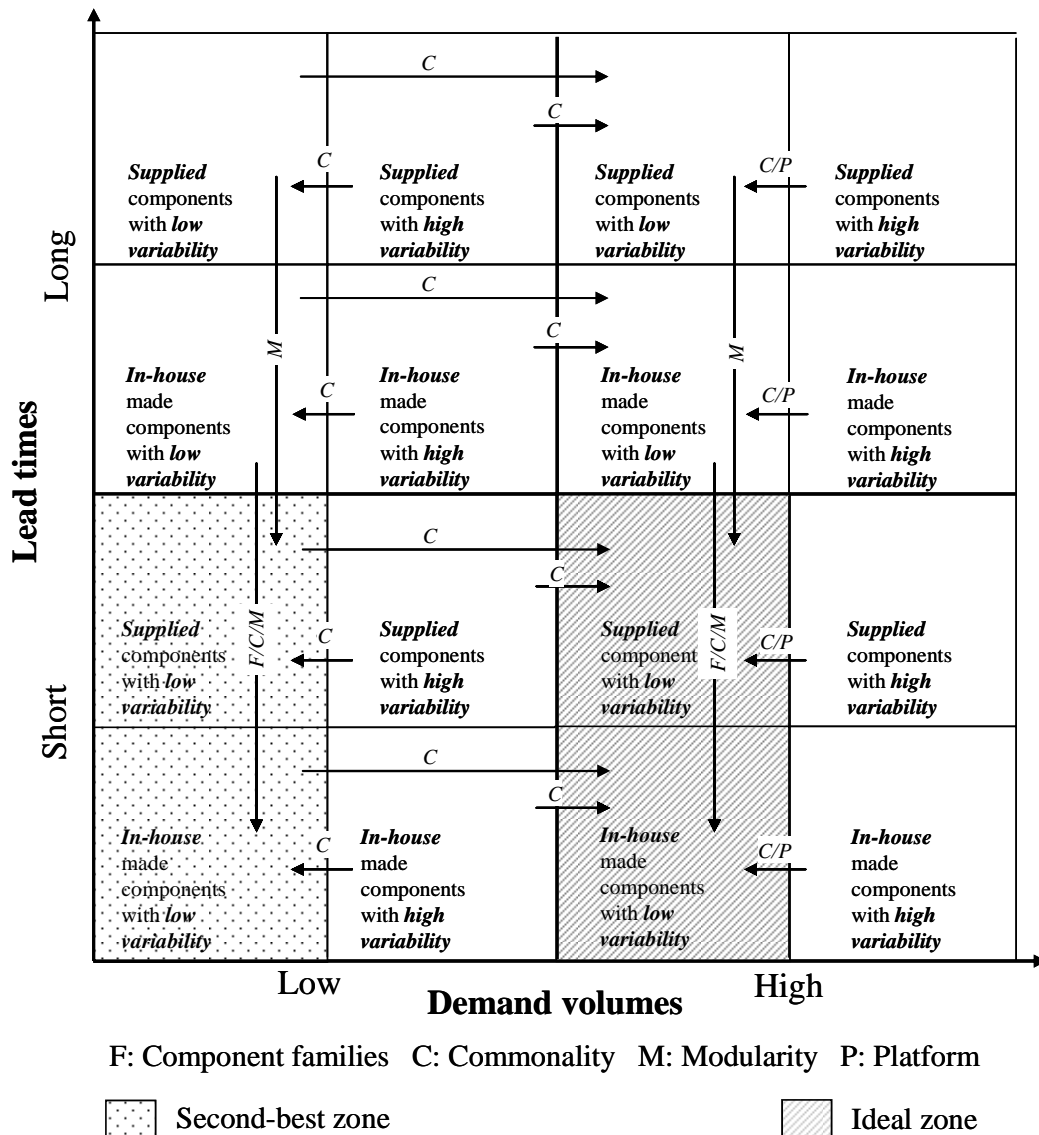 C
C
C
C/P
Supplied
components
with low
variability
Supplied
components
with high
variability
Supplied
components
with low
variability
Supplied
components
with high
variability
Long
C
C
M
M
C
C/P
In-house
made
components
with low
variability
In-house
made
components
with high
variability
In-house
made
components
with low
variability
In-house
made
components
with high
variability
Lead times
C
C
F/C/M
F/C/M
C
C/P
Supplied
components
with low
variability
Supplied
components
with high
variability
Supplied
component
with low
variability
Supplied
components
with high
variability
Short
C
C
C
C/P
In-house
made
components
with low
variability
In-house
made
components
with high
variability
In-house
made
components
with low
variability
In-house
made
components
with high
variability
Low
High
Demand volumes
F: Component families C: Commonality M: Modularity P: Platform
Second-best zone
Ideal zone